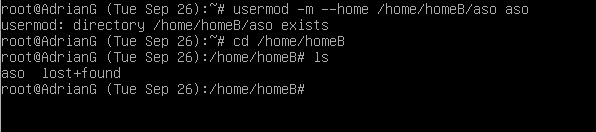 root@AdrianG (Tue Sep 26):~# usermod -m --home /home/homeB/aso aso
usermod: directory /home/homeB/aso exists
root@AdrianG (Tue Sep 26):~# cd /home/homeB
root@AdrianG (Tue Sep 26):/home/homeB# ls
aso  lost+found
root@AdrianG (Tue Sep 26):/home/homeB#